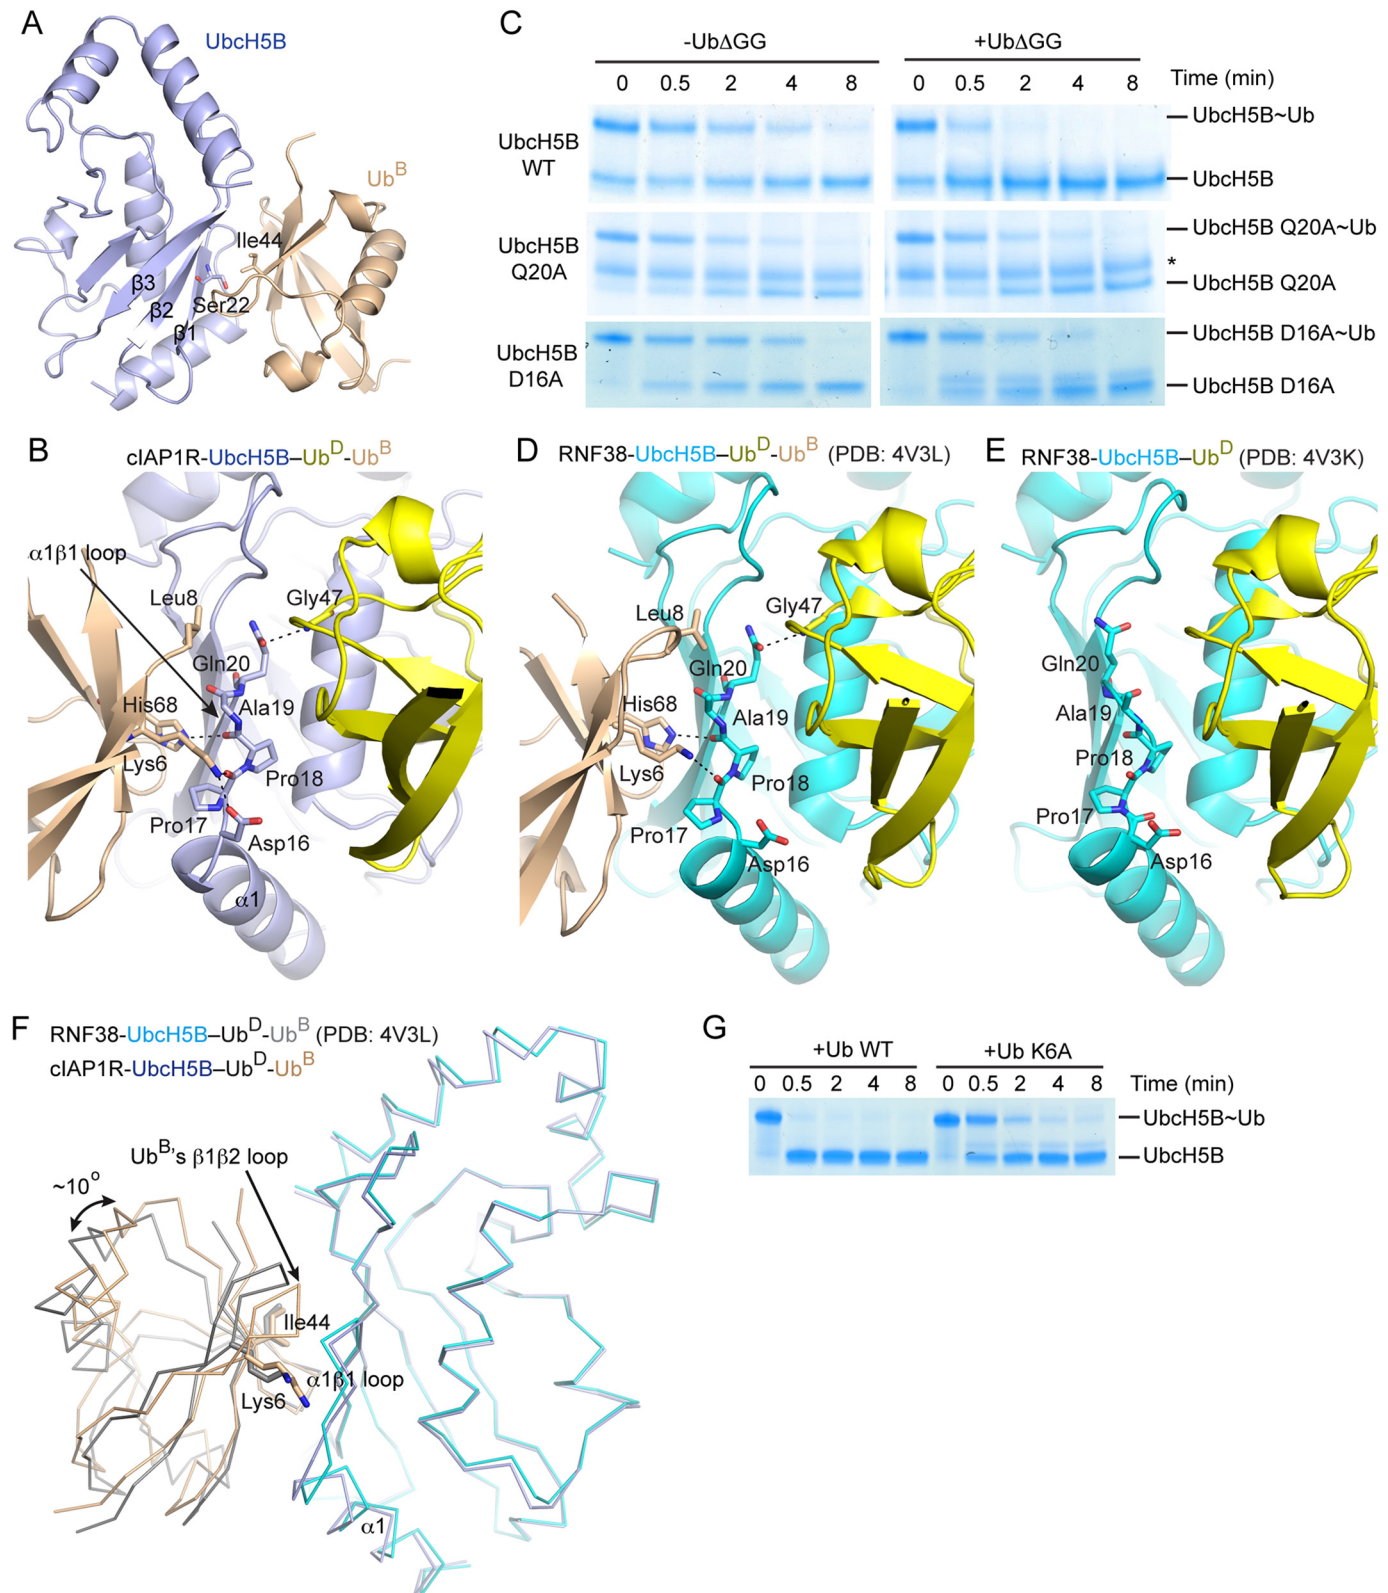 A
UbcH5B
Ub^B
Ile44
β3
β2
Ser22
β1
C
-UbΔGG
+UbΔGG
0 0.5 2 4 8
0 0.5 2 4 8
Time (min)
UbcH5B
WT
UbcH5B~Ub
UbcH5B
UbcH5B
Q20A
UbcH5B Q20A~Ub
*
UbcH5B Q20A
UbcH5B
D16A
UbcH5B D16A~Ub
UbcH5B D16A
B
cIAP1R-UbcH5B–Ub^D-Ub^B
α1β1 loop
Leu8
Gly47
Gln20
His68
Ala19
Lys6
Pro18
Pro17
Asp16
α1
D
RNF38-UbcH5B–Ub^D-Ub^B (PDB: 4V3L)
Leu8
Gly47
Gln20
His68
Ala19
Lys6
Pro18
Pro17
Asp16
E
RNF38-UbcH5B–Ub^D (PDB: 4V3K)
Gln20
Ala19
Pro18
Pro17
Asp16
F
RNF38-UbcH5B–Ub^D-Ub^B (PDB: 4V3L)
cIAP1R-UbcH5B–Ub^D-Ub^B
Ub^B's β1β2 loop
~10°
Ile44
α1β1 loop
Lys6
α1
G
+Ub WT
+Ub K6A
0 0.5 2 4 8 0 0.5 2 4 8 Time (min)
UbcH5B~Ub
UbcH5B